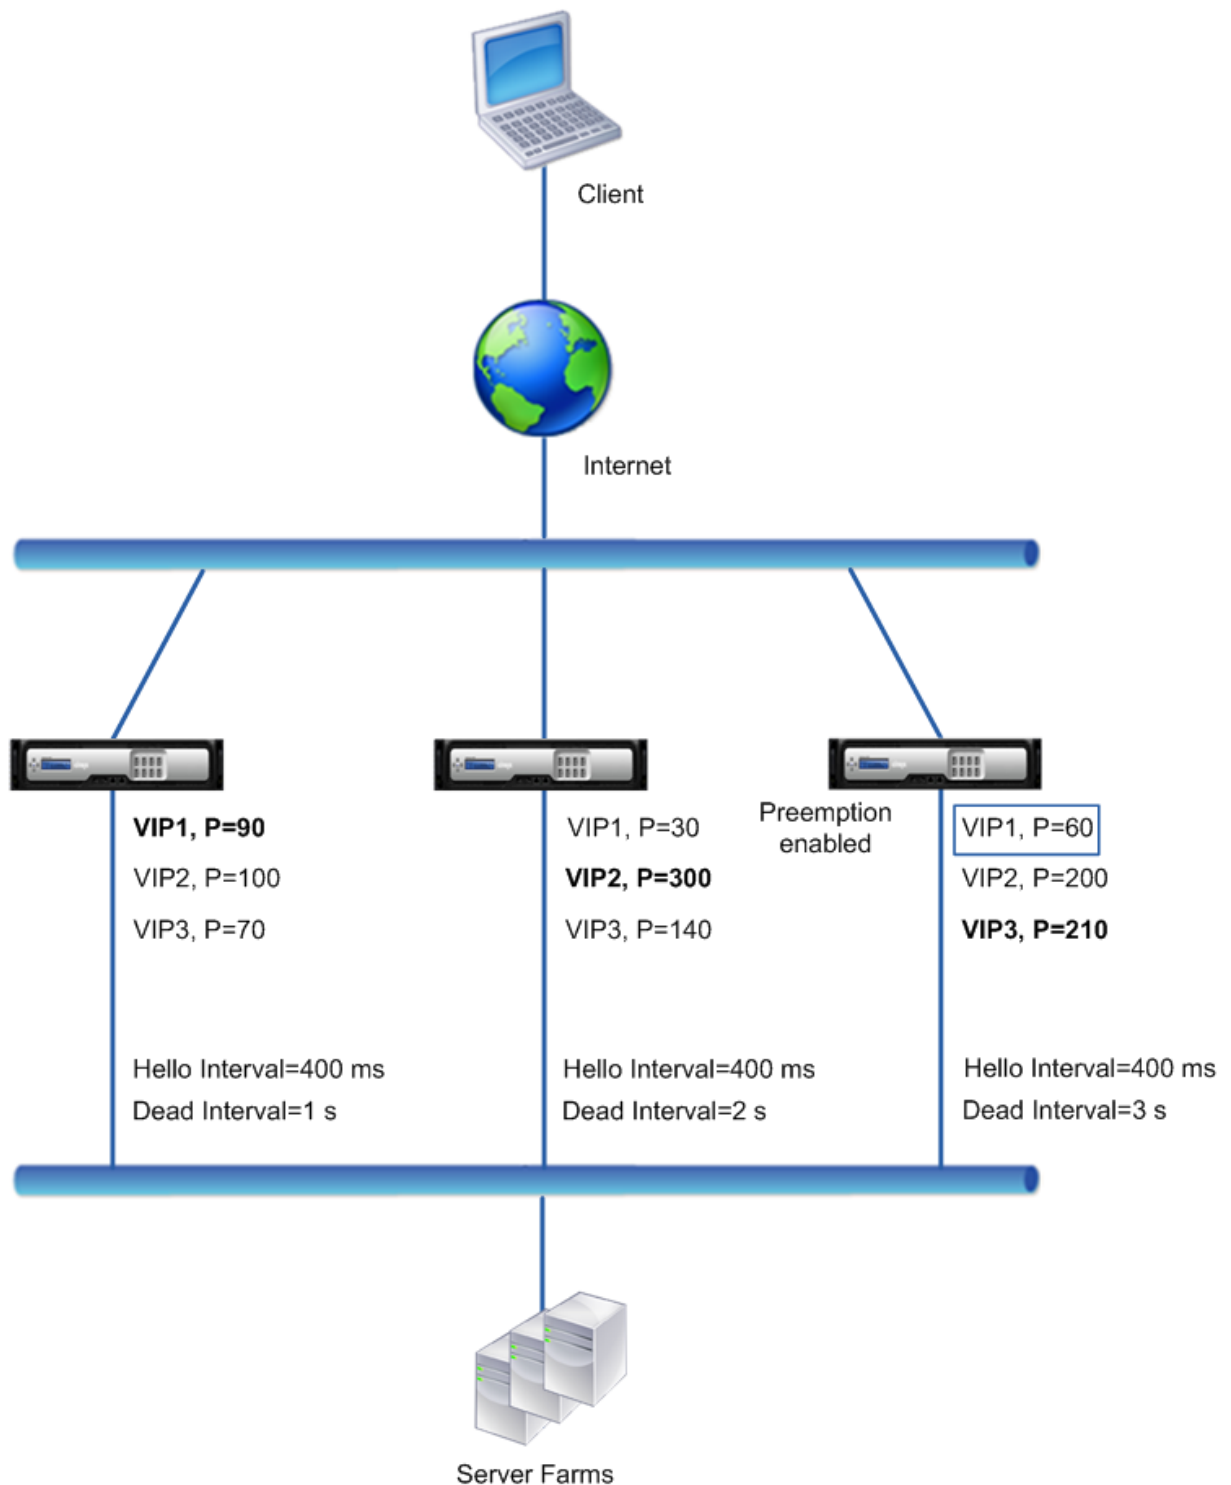 Client
Internet
VIP1, P=90
VIP2, P=100
VIP3, P=70
Hello Interval=400 ms
Dead Interval=1 s
VIP1, P=30
VIP2, P=300
VIP3, P=140
Hello Interval=400 ms
Dead Interval=2 s
Preemption
enabled
VIP1, P=60
VIP2, P=200
VIP3, P=210
Hello Interval=400 ms
Dead Interval=3 s
Server Farms